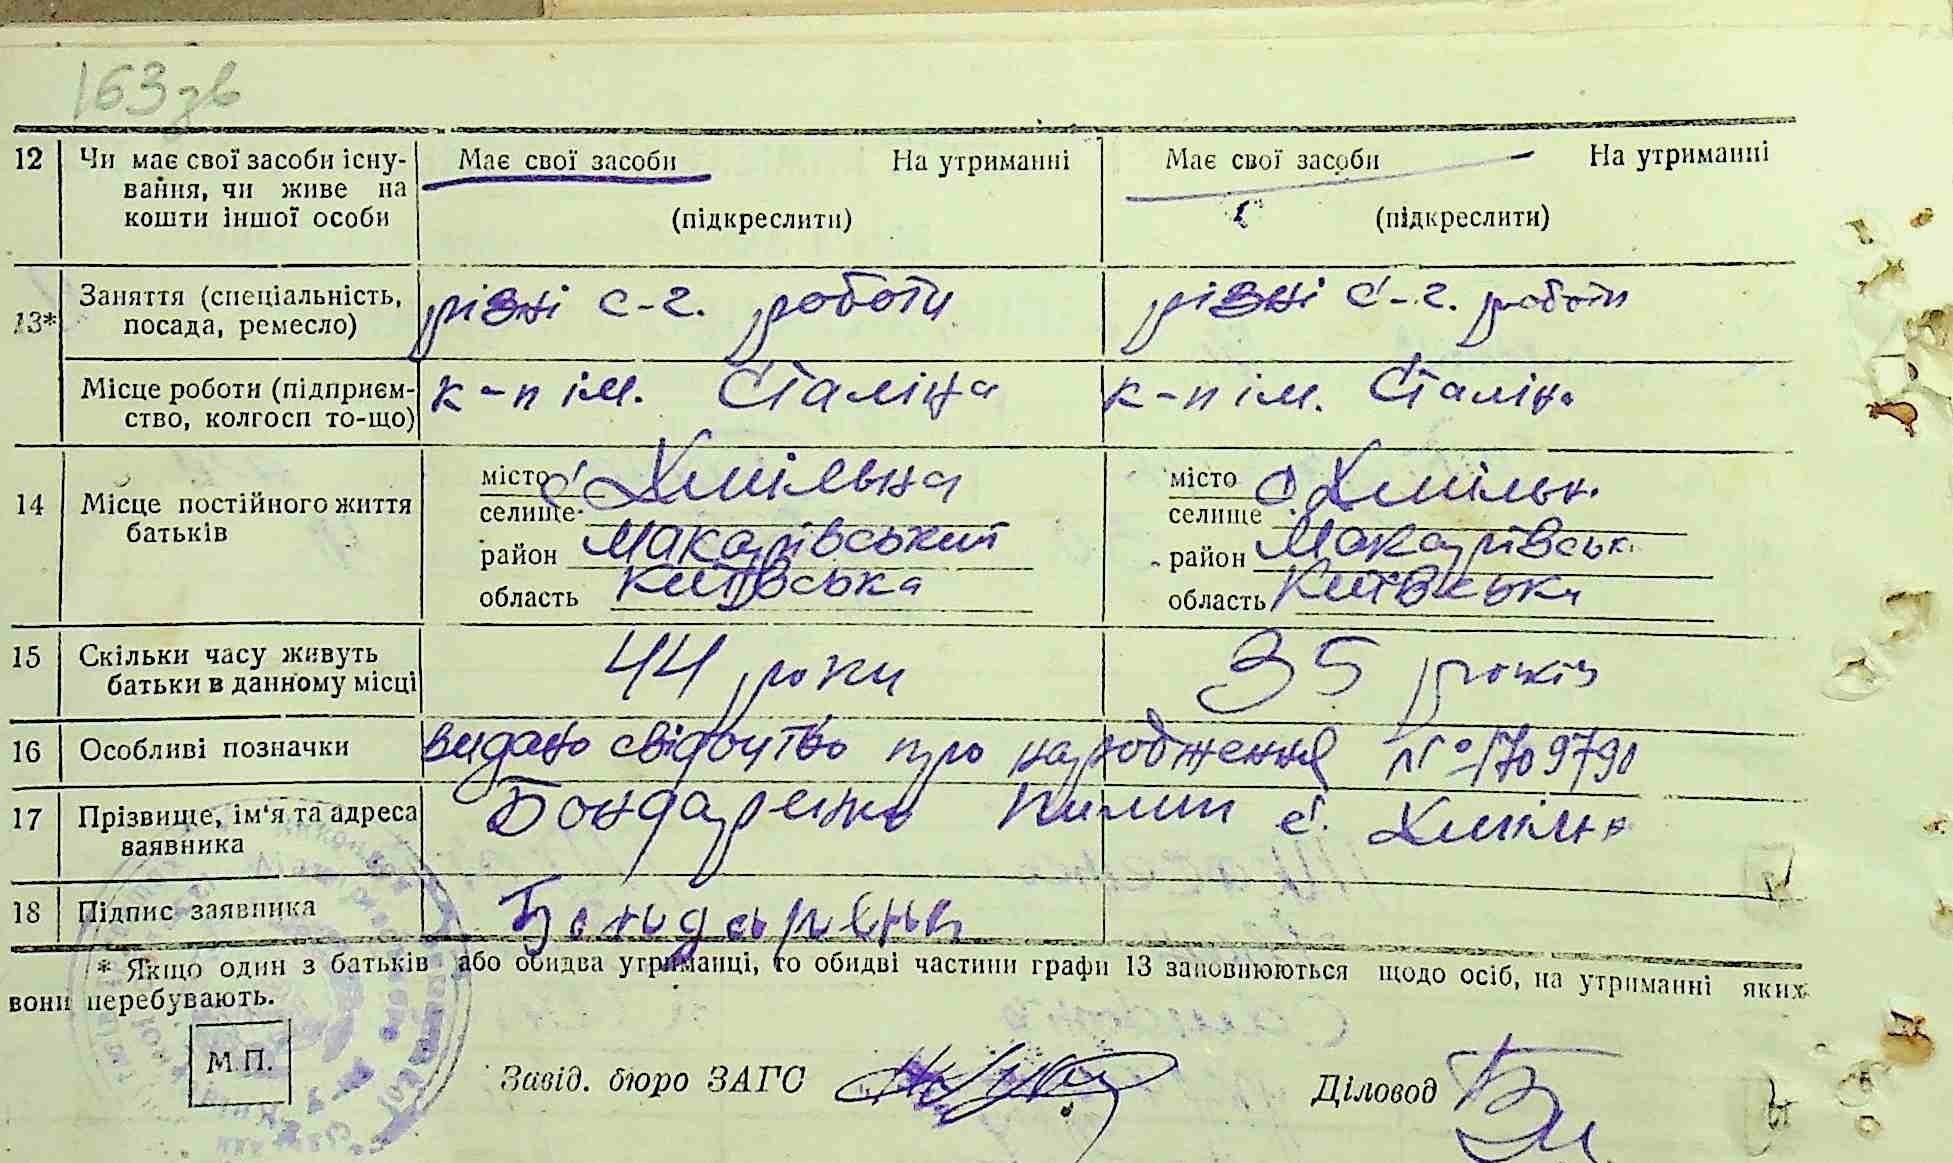 163зв
12 Чи має свої засоби існу- Має свої засоби На утриманні Має свої засоби На утриманні
вання, чи живе на
кошти іншої особи (підкреслити) (підкреслити)
13* Заняття (спеціальність, різні с-г. роботи різні с-г. роботи
посада, ремесло)
Місце роботи (підприєм- к-п ім. Сталіна к-п ім. Сталіна
ство, колгосп то-що)
14 Місце постійного життя місто с. Хмільна місто с. Хмільн.
батьків селище селище
район Макарівський район Макарівськ.
область Київська область Київська
15 Скільки часу живуть 44 роки 35 років
батьки в данному місці
16 Особливі позначки видано свідоцтво про народження № 1709790
17 Прізвище, ім'я та адреса Бондаренко Пилип с. Хмільна
заявника
18 Підпис заявника Бондаренко
* Якщо один з батьків або обидва утриманці, то обидві частини графи 13 заповнюються щодо осіб, на утриманні яких
вони перебувають.
М.П. Завід. бюро ЗАГС Діловод